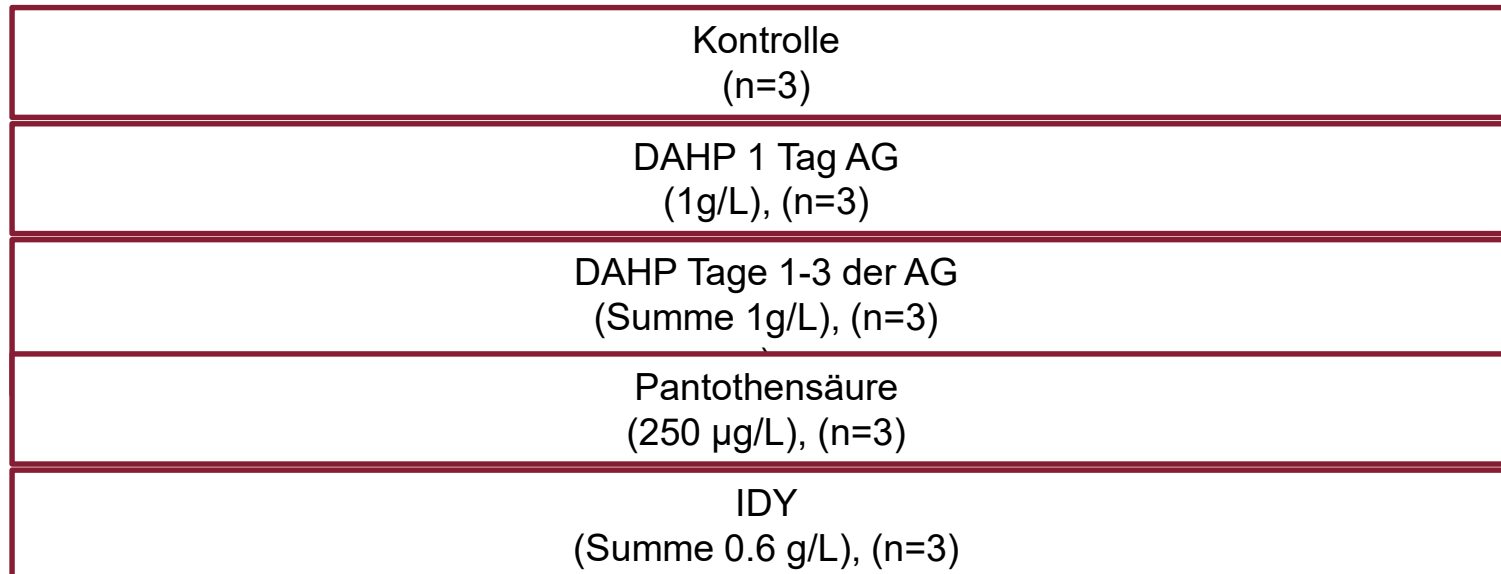 Kontrolle
(n=3)
DAHP 1 Tag AG
(1g/L), (n=3)
DAHP Tage 1-3 der AG
(Summe 1g/L), (n=3)
Pantothensäure
(250 µg/L), (n=3)
IDY
(Summe 0.6 g/L), (n=3)